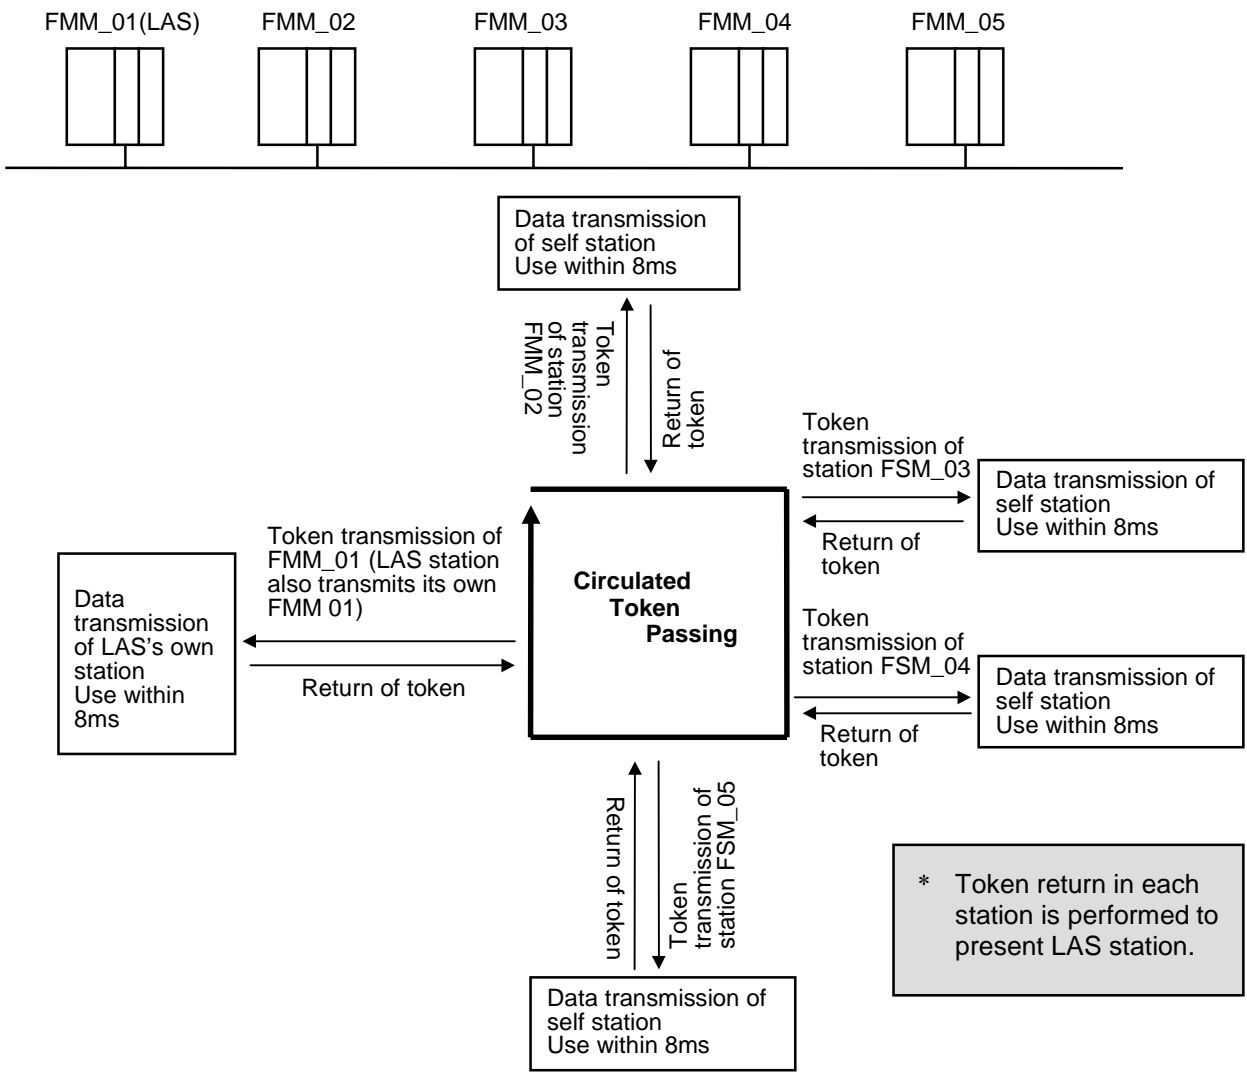 FMM_01(LAS)
FMM_02
FMM_03
FMM_04
FMM_05
Data transmission
of self station
Use within 8ms
Token
transmission
of station
FMM_02
Return of
token
Token
transmission of
station FSM_03
Data transmission of
self station
Use within 8ms
Return of
token
Token transmission of
FMM_01 (LAS station
also transmits its own
FMM 01)
Data
transmission
of LAS's own
station
Use within
8ms
Return of token
Circulated
Token
Passing
Token
transmission of
station FSM_04
Data transmission of
self station
Use within 8ms
Return of
token
Return of token
Token
transmission of
station FSM_05
Data transmission of
self station
Use within 8ms
* Token return in each
station is performed to
present LAS station.